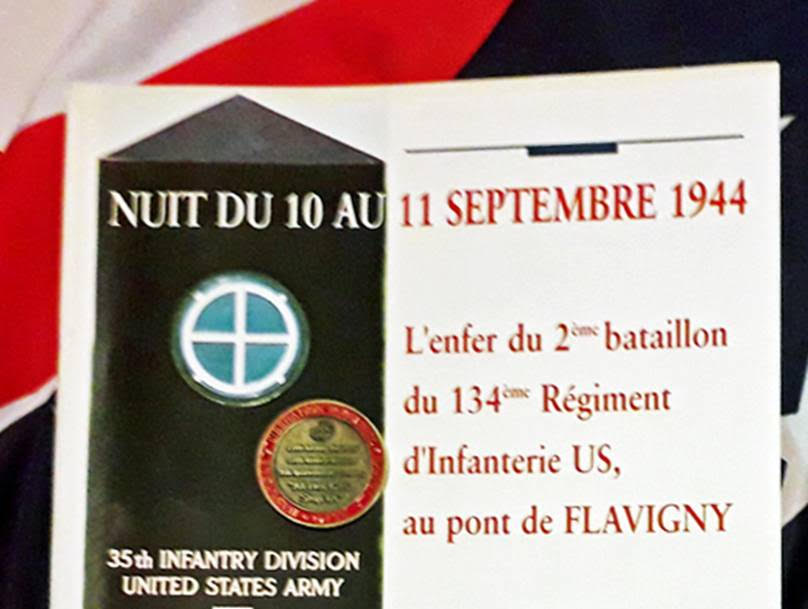 NUIT DU 10 AU 11 SEPTEMBRE 1944
L'enfer du 2ème bataillon
du 134ème Régiment
d'Infanterie US,
au pont de FLAVIGNY
35th INFANTRY DIVISION
UNITED STATES ARMY